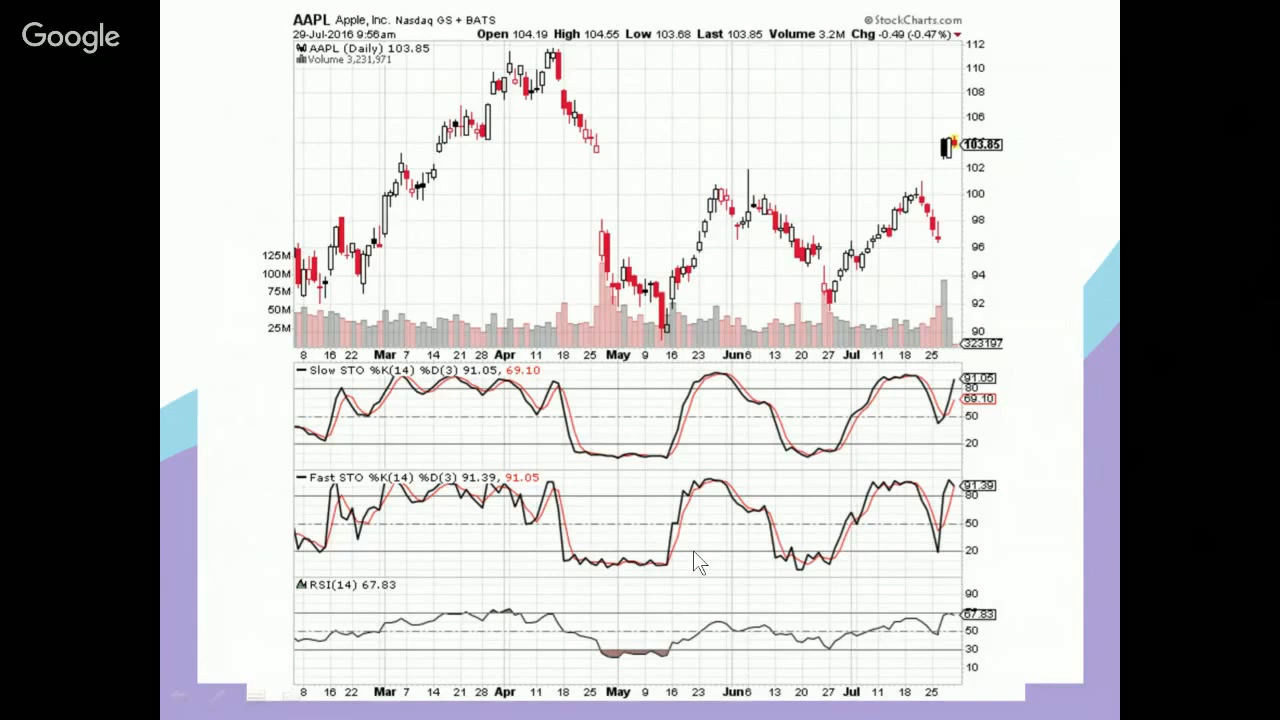 Google
AAPL Apple, Inc. Nasdaq GS + BATS
© StockCharts.com
29-Jul-2016 9:56am
Open 104.19 High 104.55 Low 103.68 Last 103.85 Volume 3.2M Chg -0.49 (-0.47%)
AAPL (Daily) 103.85
Volume 3,231,971
112
110
108
106
103.85
102
100
98
96
94
92
90
125M
100M
75M
50M
25M
323197
8 16 22 Mar 7 14 21 28 Apr 11 18 25 May 9 16 23 Jun 6 13 20 27 Jul 11 18 25
Slow STO %K(14) %D(3) 91.05, 69.10
91.05
80
69.10
50
20
Fast STO %K(14) %D(3) 91.39, 91.05
91.39
80
50
20
RSI(14) 67.83
90
67.83
50
30
10
8 16 22 Mar 7 14 21 28 Apr 11 18 25 May 9 16 23 Jun 6 13 20 27 Jul 11 18 25